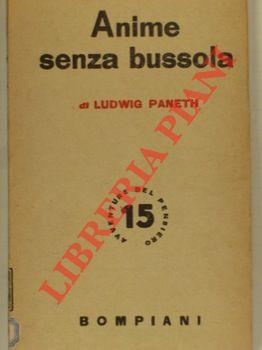 Anime
senza bussola
di LUDWIG PANETH
AVVENTURE DEL PENSIERO
15
BOMPIANI
LIBRERIA PIANI